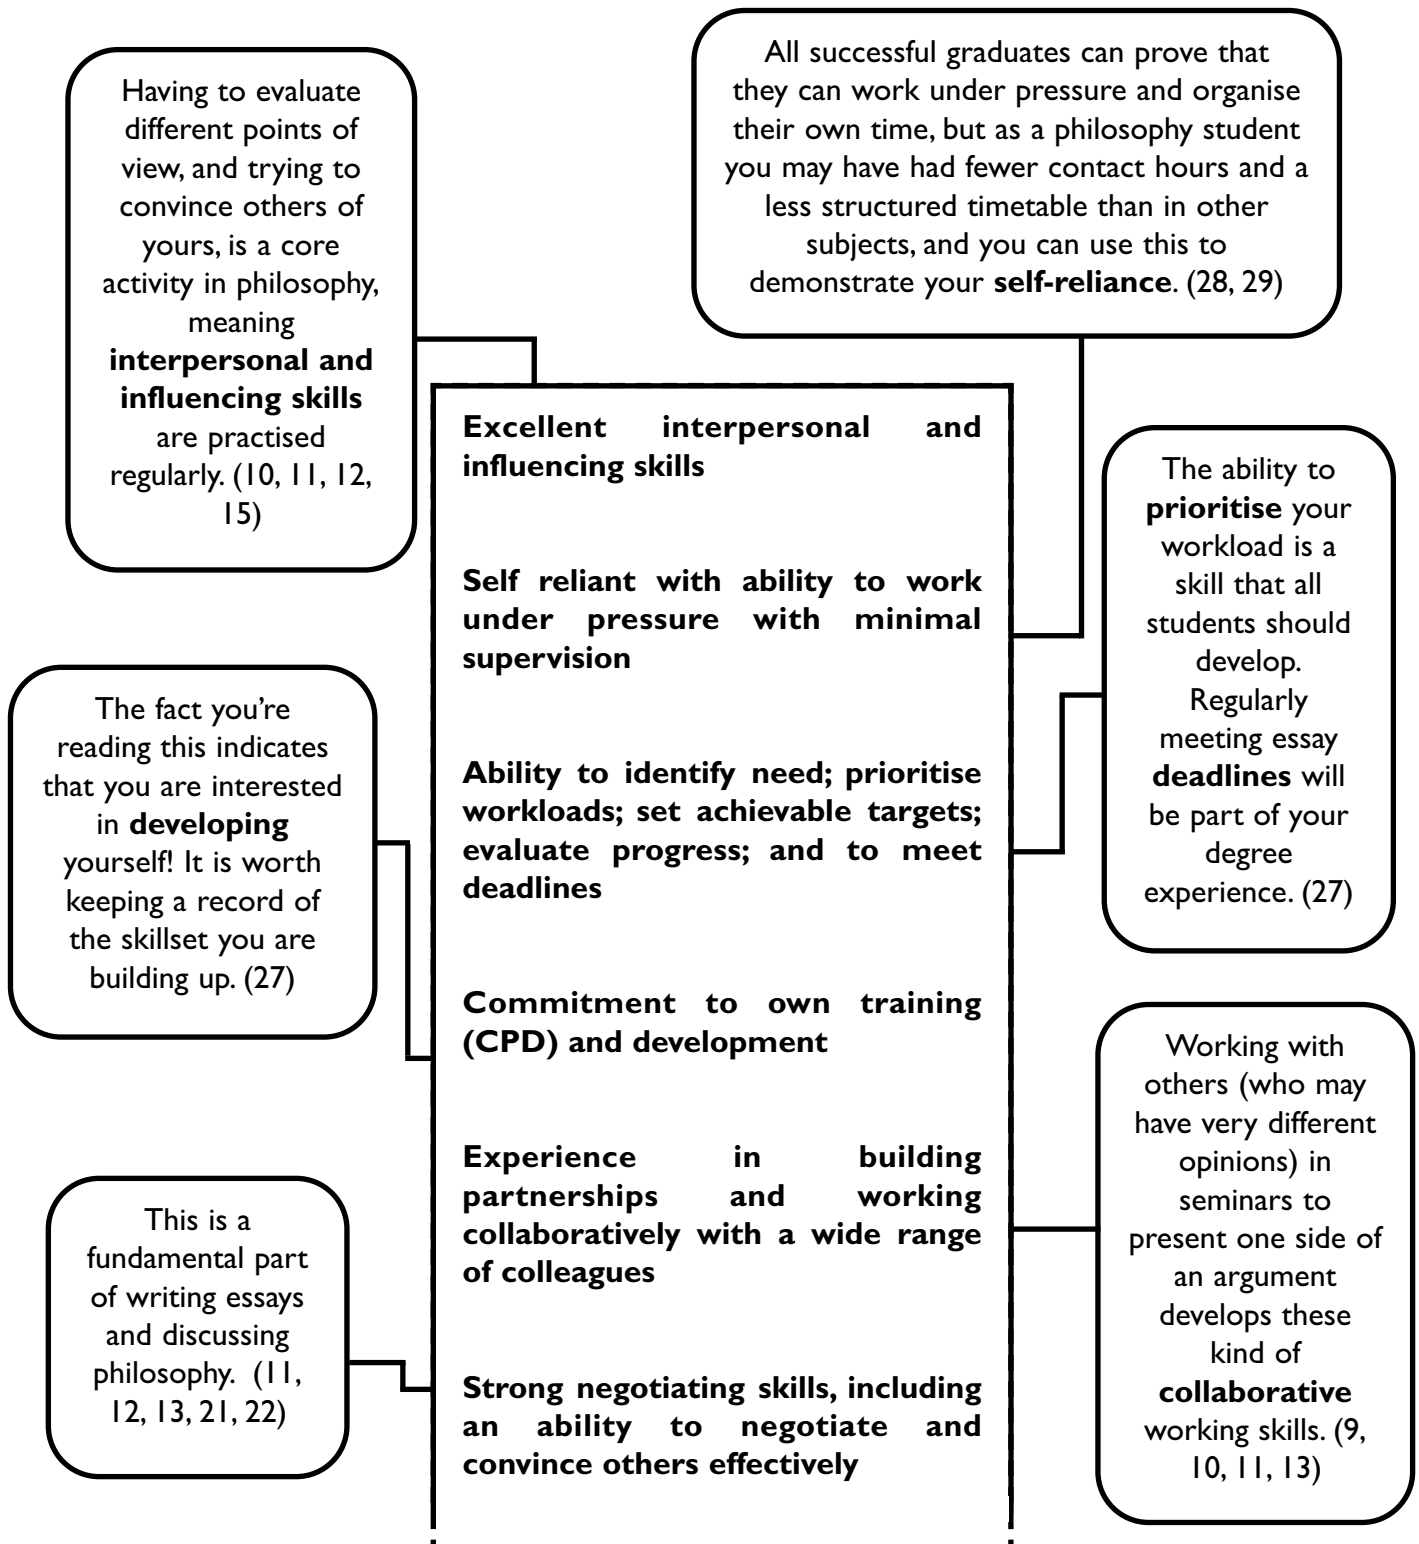 Having to evaluate
different points of
view, and trying to
convince others of
yours, is a core
activity in philosophy,
meaning
interpersonal and
influencing skills
are practised
regularly. (10, 11, 12,
15)
All successful graduates can prove that
they can work under pressure and organise
their own time, but as a philosophy student
you may have had fewer contact hours and a
less structured timetable than in other
subjects, and you can use this to
demonstrate your self-reliance. (28, 29)
Excellent interpersonal and
influencing skills
Self reliant with ability to work
under pressure with minimal
supervision
Ability to identify need; prioritise
workloads; set achievable targets;
evaluate progress; and to meet
deadlines
Commitment to own training
(CPD) and development
Experience in building
partnerships and working
collaboratively with a wide range
of colleagues
Strong negotiating skills, including
an ability to negotiate and
convince others effectively
The ability to
prioritise your
workload is a
skill that all
students should
develop.
Regularly
meeting essay
deadlines will
be part of your
degree
experience. (27)
The fact you’re
reading this indicates
that you are interested
in developing
yourself! It is worth
keeping a record of
the skillset you are
building up. (27)
Working with
others (who may
have very different
opinions) in
seminars to
present one side of
an argument
develops these
kind of
collaborative
working skills. (9,
10, 11, 13)
This is a
fundamental part
of writing essays
and discussing
philosophy. (11,
12, 13, 21, 22)